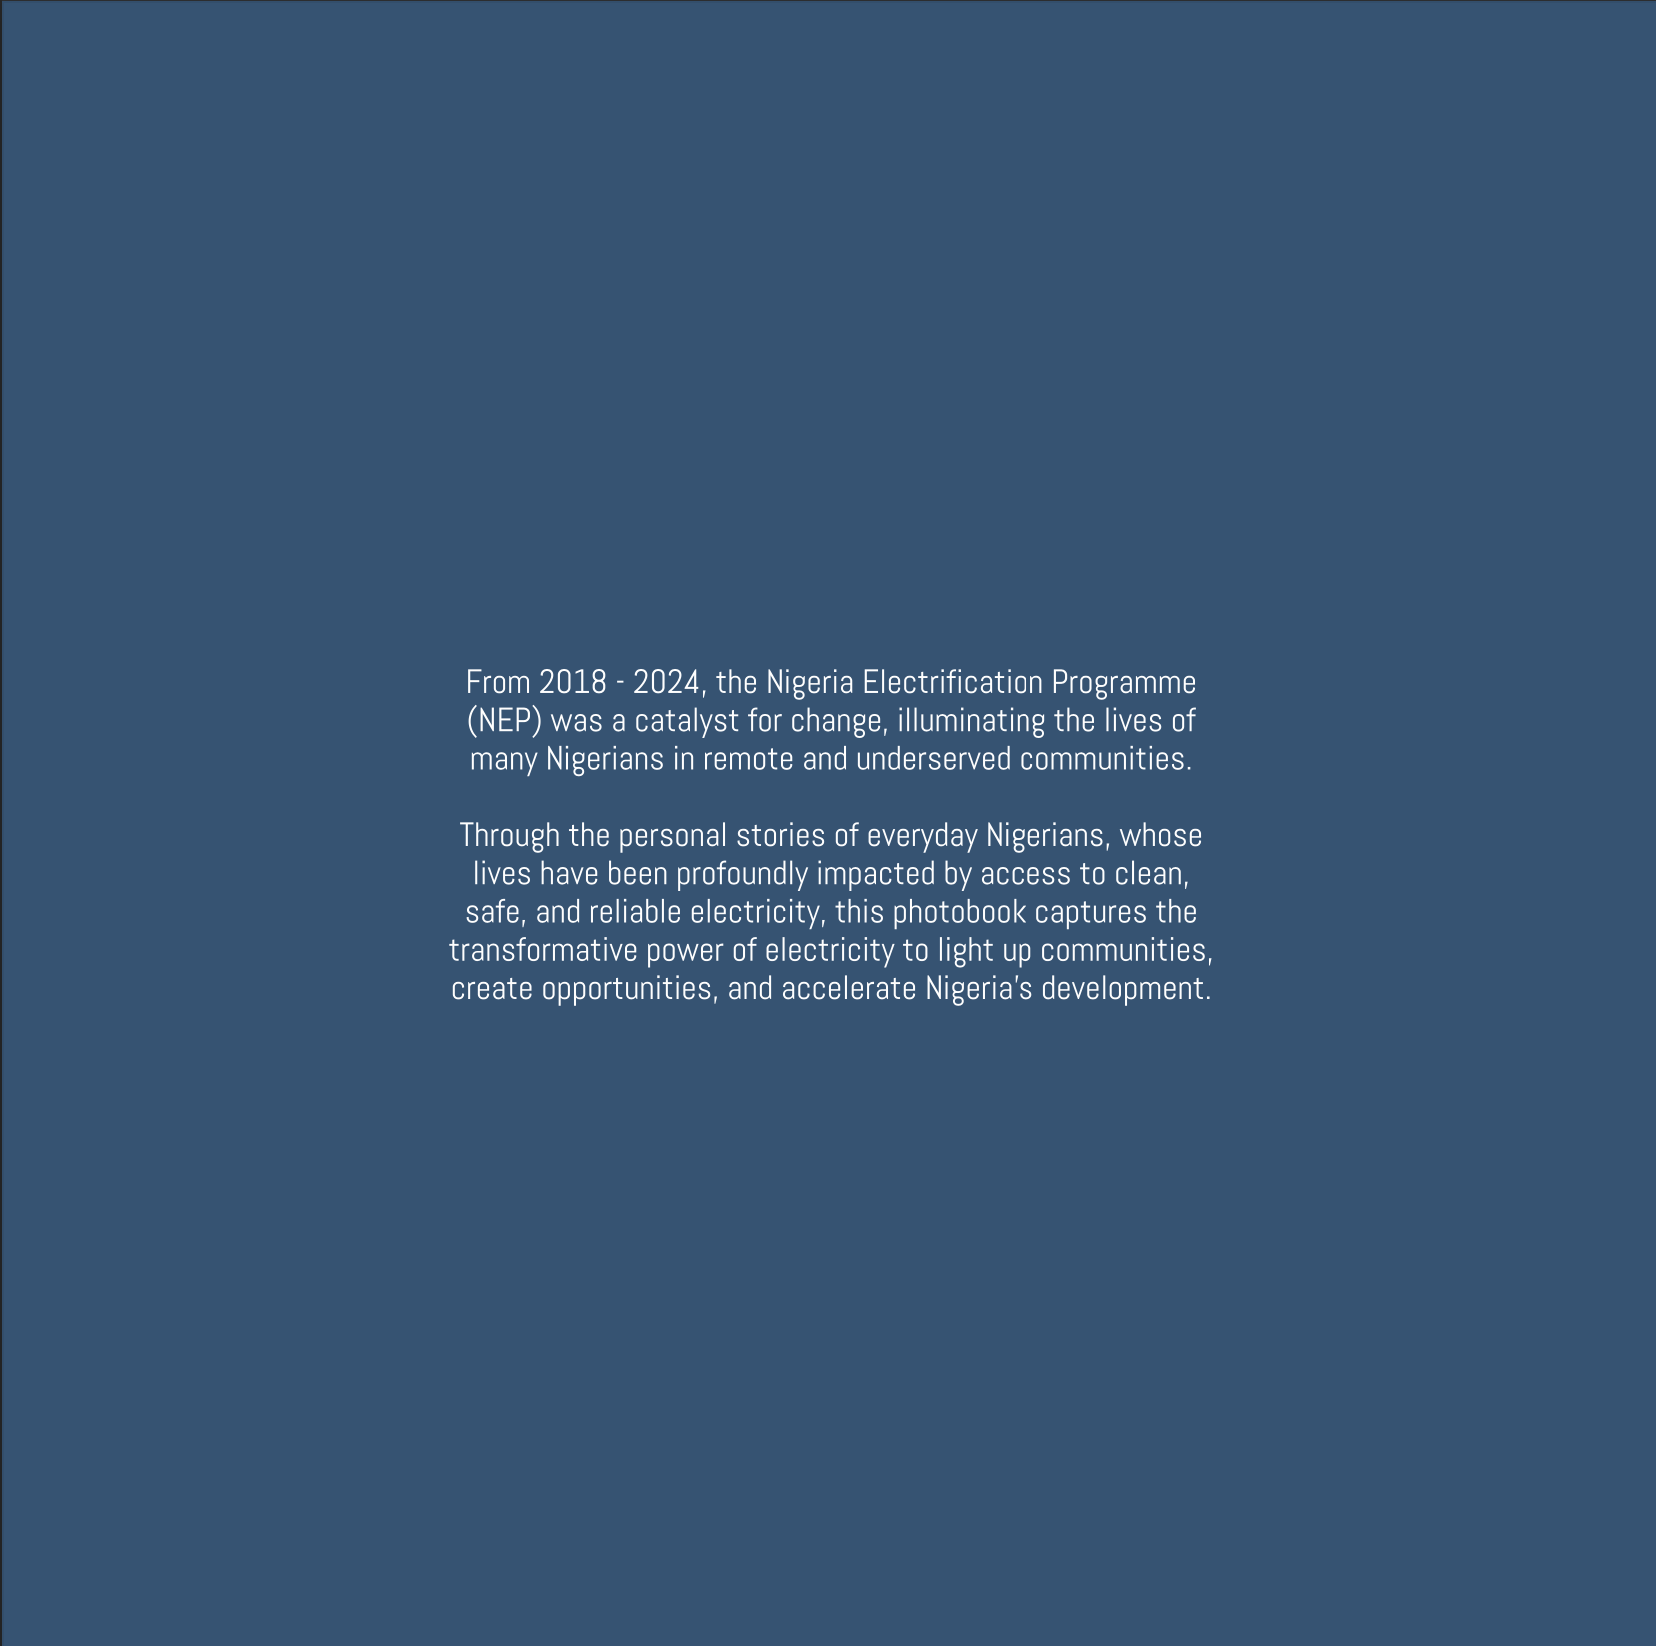 From 2018 - 2024, the Nigeria Electrification Programme
(NEP) was a catalyst for change, illuminating the lives of
many Nigerians in remote and underserved communities.
Through the personal stories of everyday Nigerians, whose
lives have been profoundly impacted by access to clean,
safe, and reliable electricity, this photobook captures the
transformative power of electricity to light up communities,
create opportunities, and accelerate Nigeria’s development.